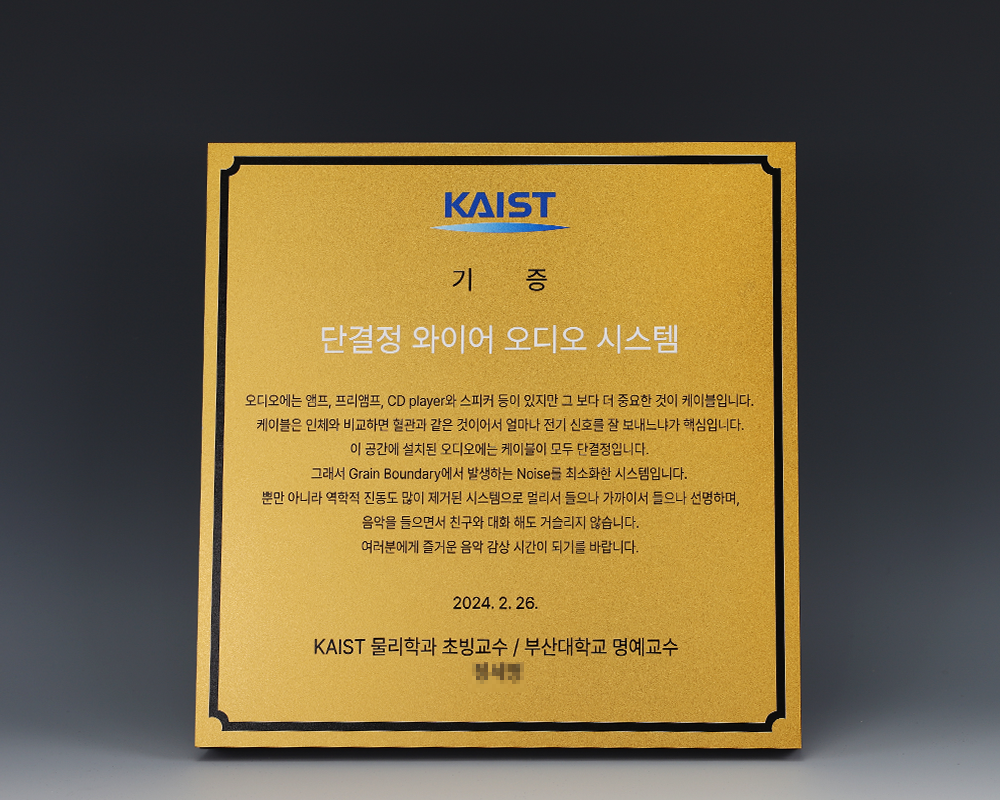 KAIST
기 증
단결정 와이어 오디오 시스템
오디오에는 앰프, 프리앰프, CD player와 스피커 등이 있지만 그 보다 더 중요한 것이 케이블입니다.
케이블은 인체와 비교하면 혈관과 같은 것이어서 얼마나 전기 신호를 잘 보내느냐가 핵심입니다.
이 공간에 설치된 오디오에는 케이블이 모두 단결정입니다.
그래서 Grain Boundary에서 발생하는 Noise를 최소화한 시스템입니다.
뿐만 아니라 역학적 진동도 많이 제거된 시스템으로 멀리서 들으나 가까이서 들으나 선명하며,
음악을 들으면서 친구와 대화 해도 거슬리지 않습니다.
여러분에게 즐거운 음악 감상 시간이 되기를 바랍니다.
2024. 2. 26.
KAIST 물리학과 초빙교수 / 부산대학교 명예교수